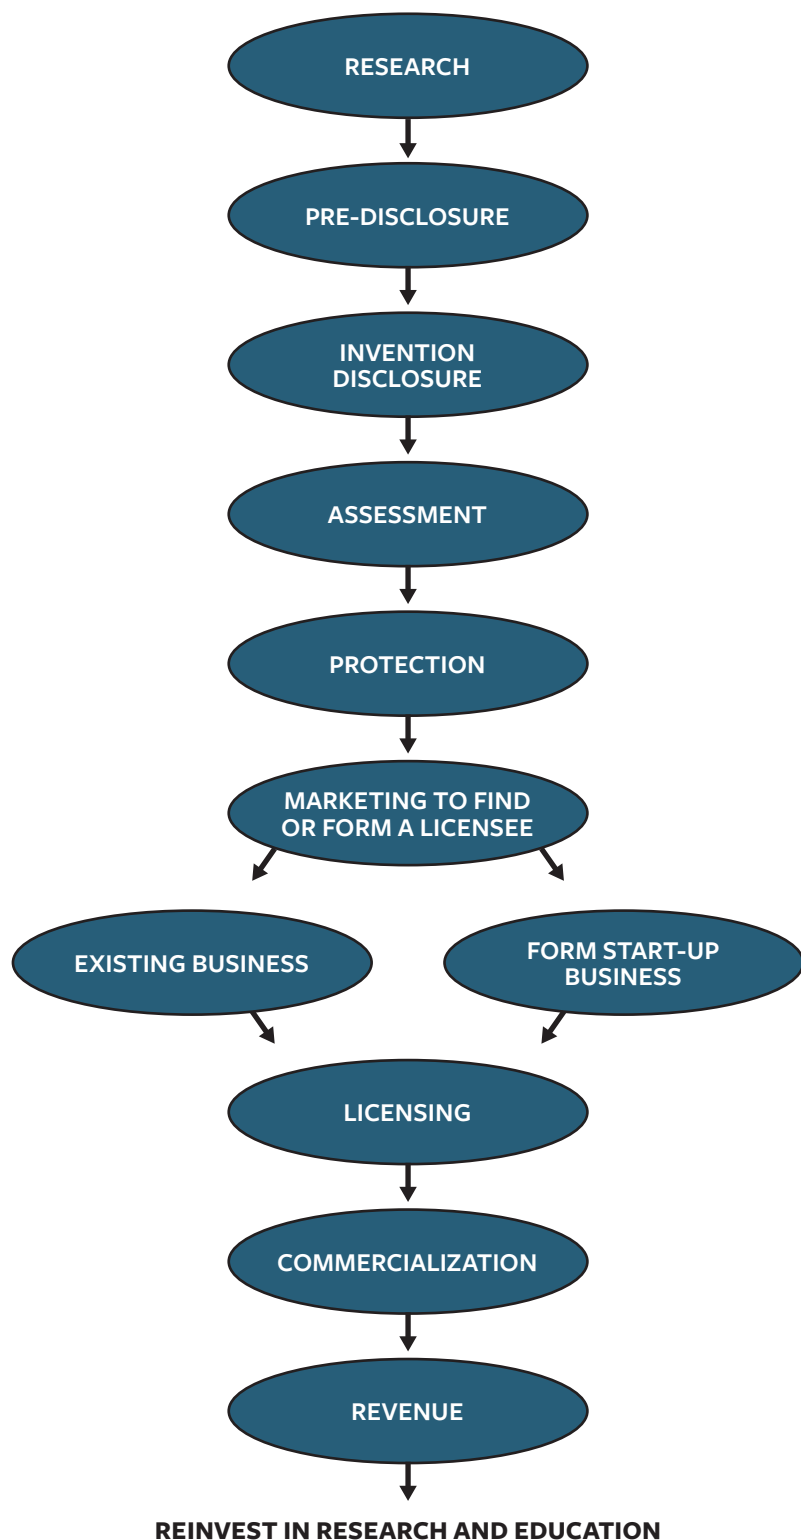 RESEARCH
PRE-DISCLOSURE
INVENTION
DISCLOSURE
ASSESSMENT
PROTECTION
MARKETING TO FIND
OR FORM A LICENSEE
EXISTING BUSINESS
FORM START-UP
BUSINESS
LICENSING
COMMERCIALIZATION
REVENUE
REINVEST IN RESEARCH AND EDUCATION